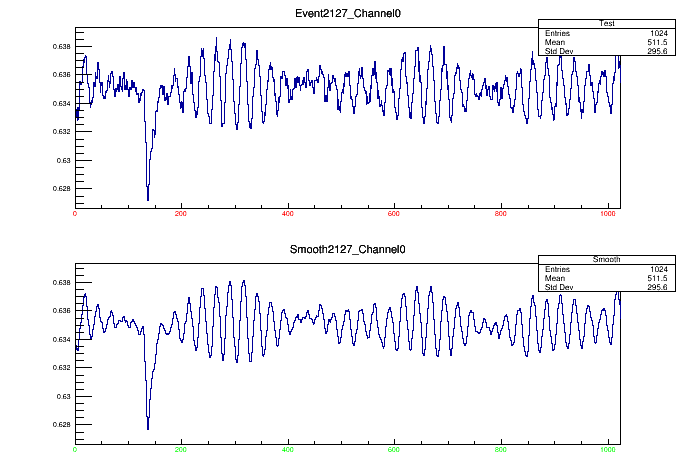 Event2127_Channel0
Test
Entries 1024
Mean 511.5
Std Dev 295.6
0.638
0.636
0.634
0.632
0.63
0.628
0 200 400 600 800 1000
Smooth2127_Channel0
Smooth
Entries 1024
Mean 511.5
Std Dev 295.6
0.638
0.636
0.634
0.632
0.63
0.628
0 200 400 600 800 1000